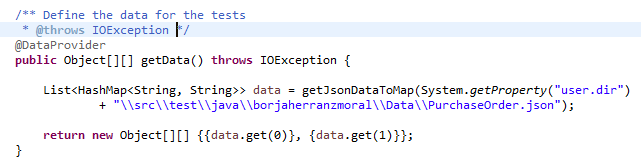 /** Define the data for the tests
 * @throws IOException */
@DataProvider
public Object[][] getData() throws IOException {
List<HashMap<String, String>> data = getJsonDataToMap(System.getProperty("user.dir")
+ "\\src\\test\\java\\borjaherranzmoral\\Data\\PurchaseOrder.json");
return new Object[][] {{data.get(0)}, {data.get(1)}};
}